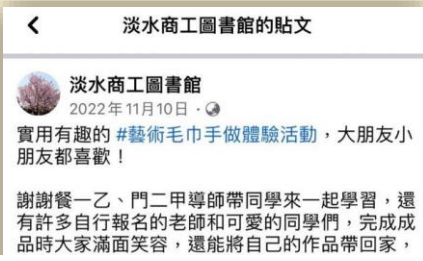 淡水商工圖書館的貼文
淡水商工圖書館
2022年11月10日
實用有趣的 #藝術毛巾手做體驗活動，大朋友小
朋友都喜歡！
謝謝餐一乙、門二甲導師帶同學來一起學習，還
有許多自行報名的老師和可愛的同學們，完成成
品時大家滿面笑容，還能將自己的作品帶回家，